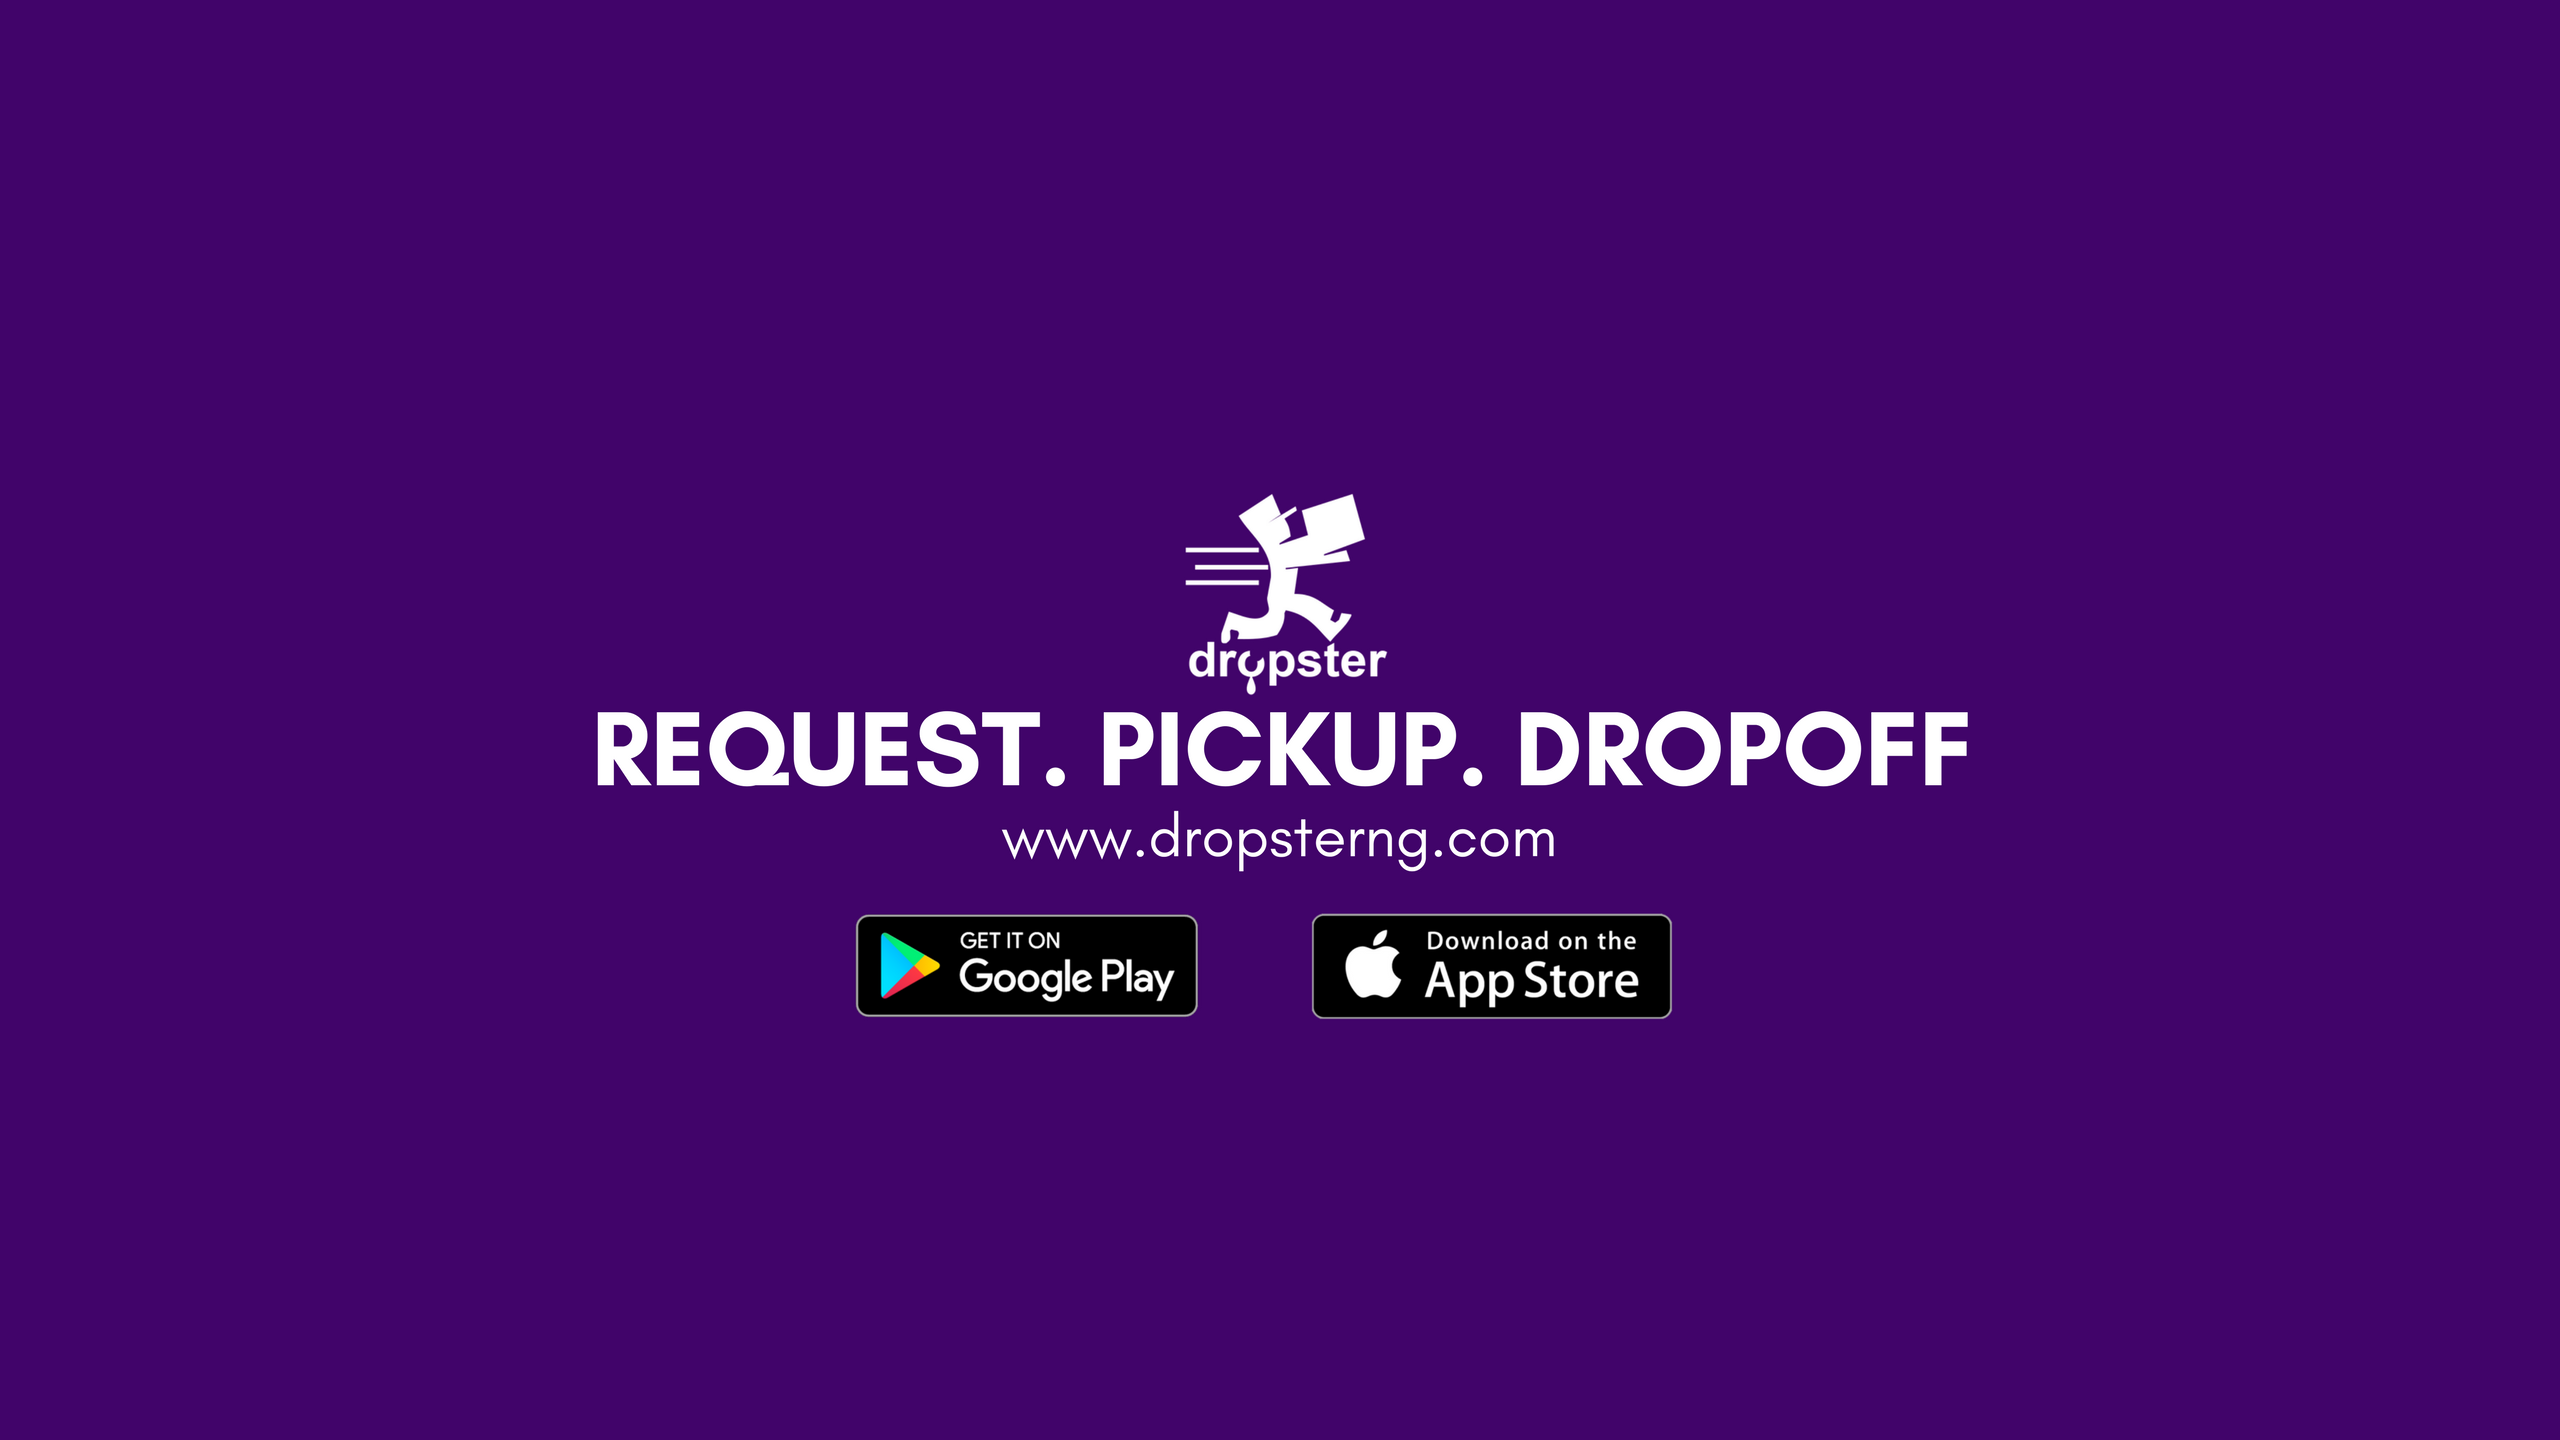 dropster
REQUEST. PICKUP. DROPOFF
www.dropsterng.com
GET IT ON
Google Play
Download on the
App Store